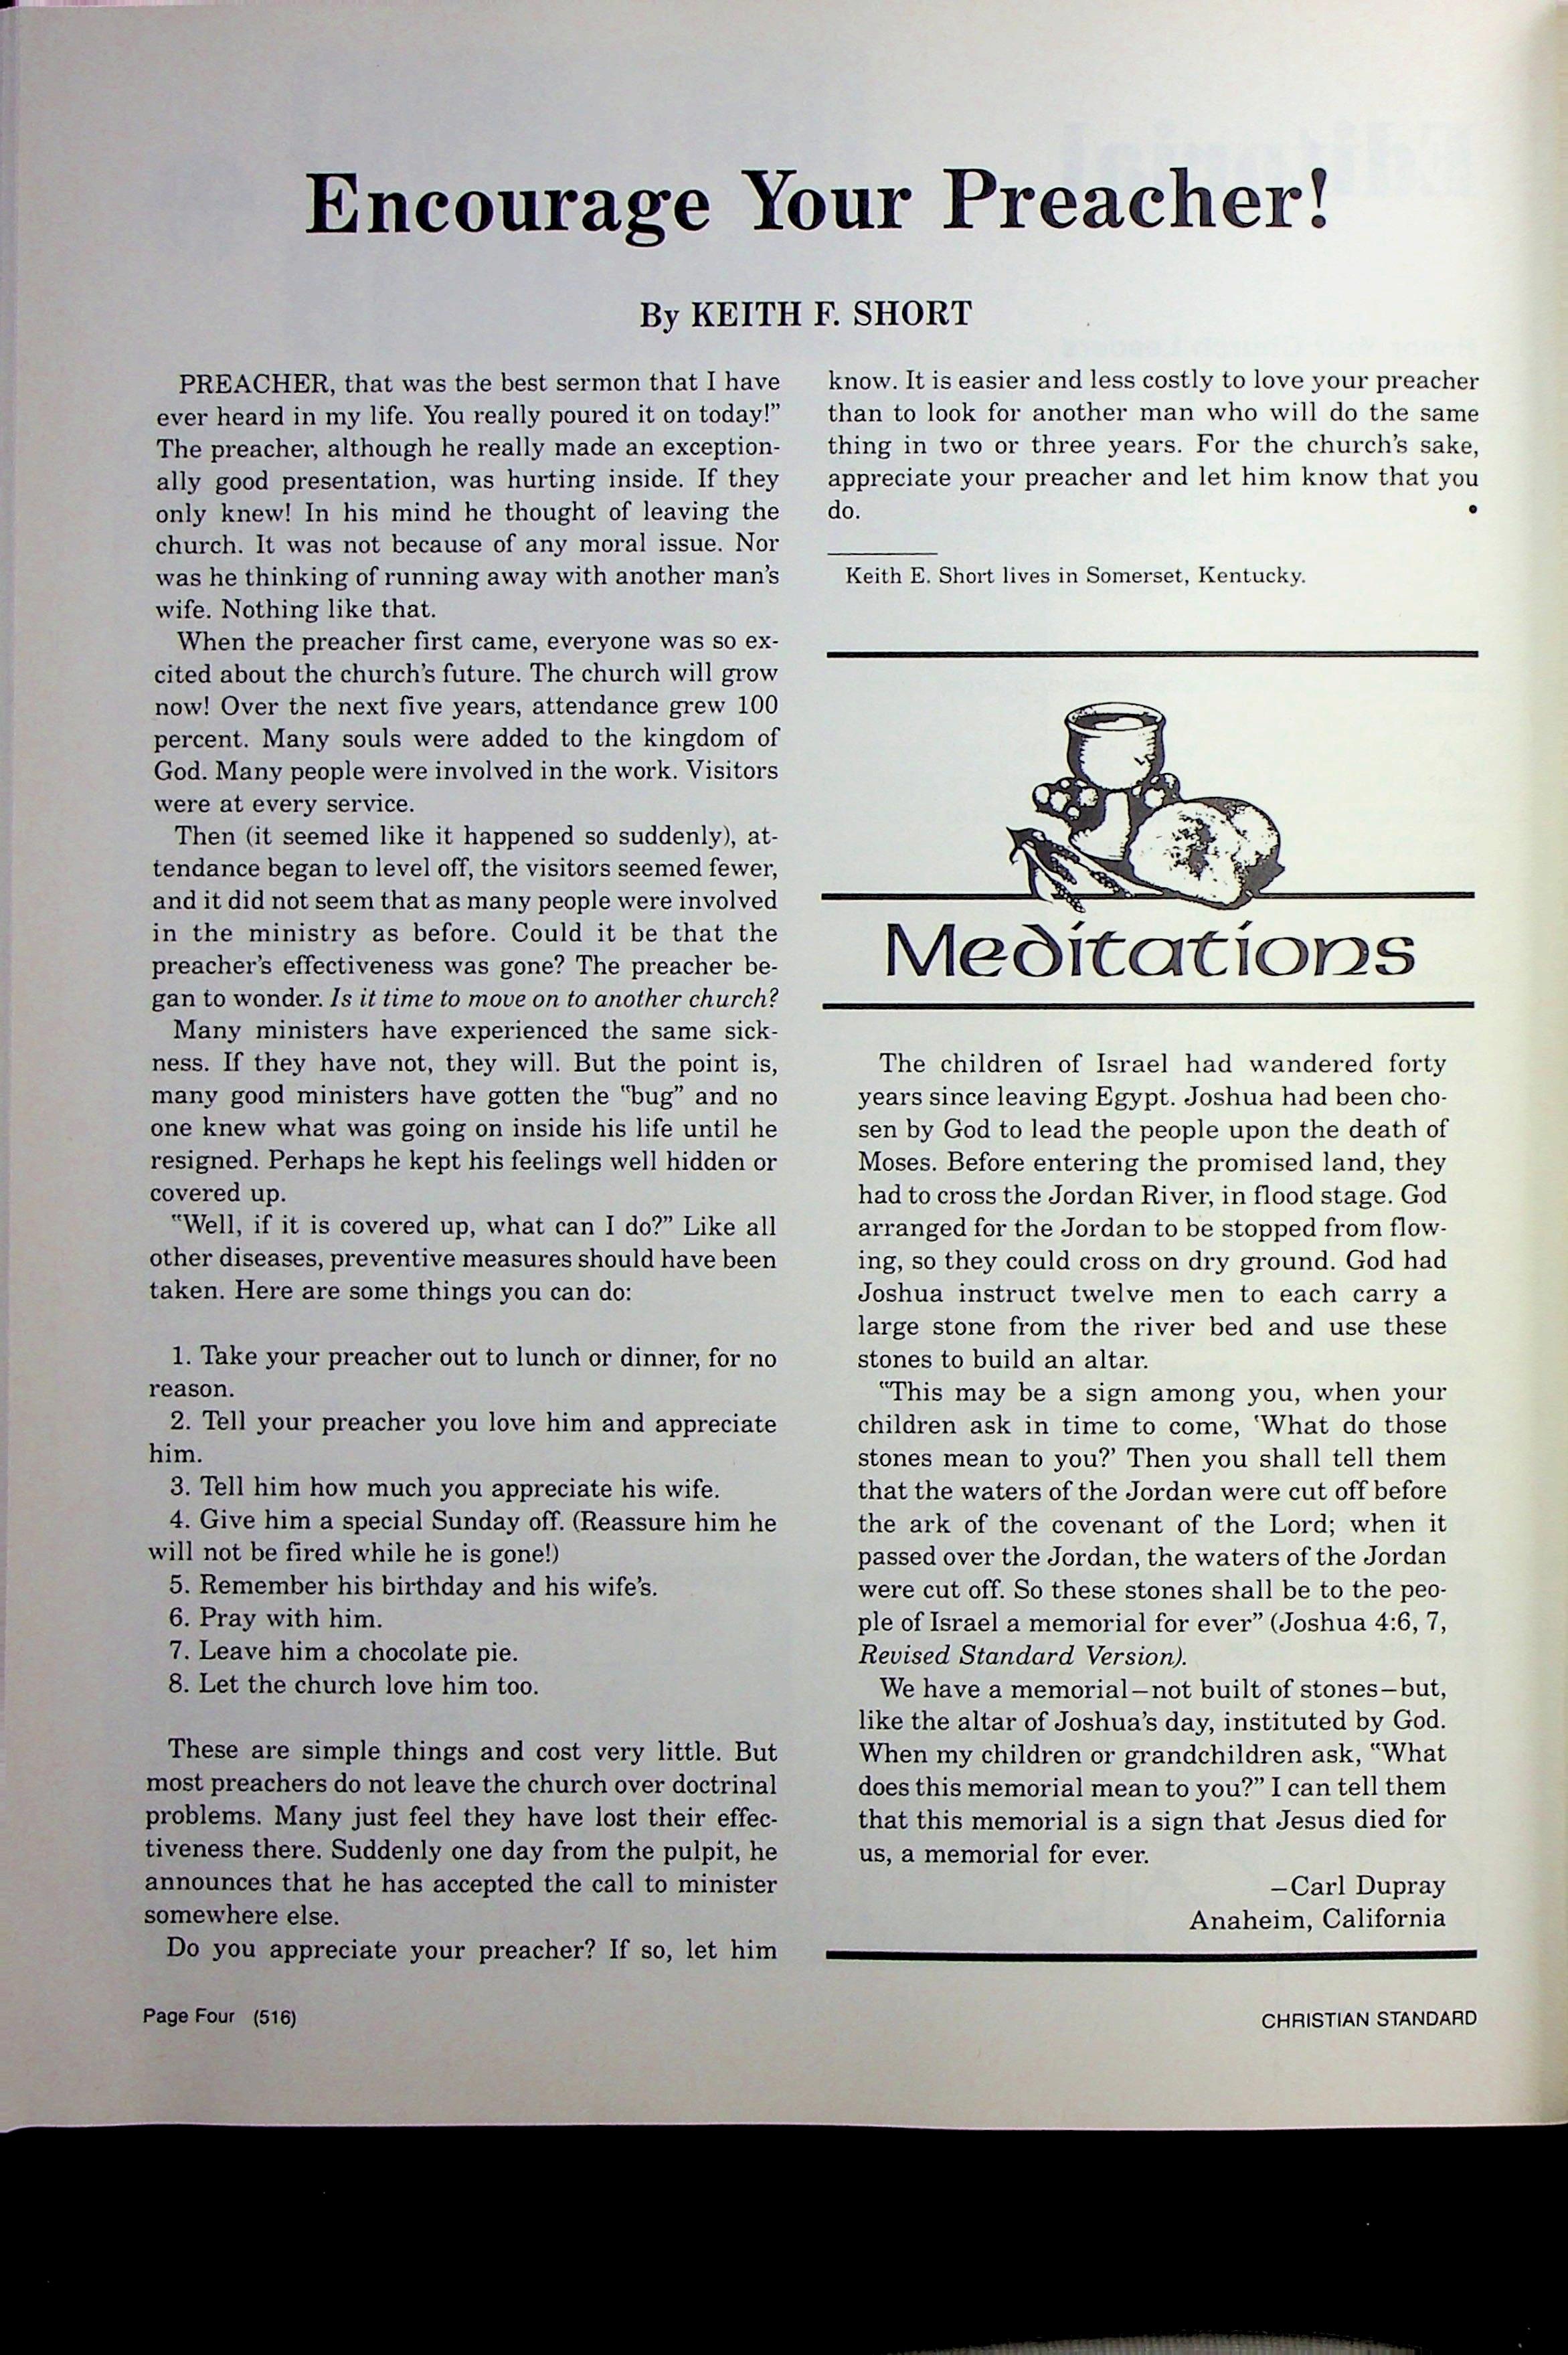 Encourage Your Preacher!
By KEITH F. SHORT
PREACHER, that was the best sermon that I have
ever heard in my life. You really poured it on today!”
The preacher, although he really made an exception-
ally good presentation, was hurting inside. If they
only knew! In his mind he thought of leaving the
church. It was not because of any moral issue. Nor
was he thinking of running away with another man’s
wife. Nothing like that.
When the preacher first came, everyone was so ex-
cited about the church’s future. The church will grow
now! Over the next five years, attendance grew 100
percent. Many souls were added to the kingdom of
God. Many people were involved in the work. Visitors
were at every service.
Then (it seemed like it happened so suddenly), at-
tendance began to level off, the visitors seemed fewer,
and it did not seem that as many people were involved
in the ministry as before. Could it be that the
preacher’s effectiveness was gone? The preacher be-
gan to wonder. Is it time to move on to another church?
Many ministers have experienced the same sick-
ness. If they have not, they will. But the point is,
many good ministers have gotten the “bug” and no
one knew what was going on inside his life until he
resigned. Perhaps he kept his feelings well hidden or
covered up.
“Well, if it is covered up, what can I do?” Like all
other diseases, preventive measures should have been
taken. Here are some things you can do:
1. Take your preacher out to lunch or dinner, for no
reason.
2. Tell your preacher you love him and appreciate
him.
3. Tell him how much you appreciate his wife.
4. Give him a special Sunday off. (Reassure him he
will not be fired while he is gone!)
5. Remember his birthday and his wife’s.
6. Pray with him.
7. Leave him a chocolate pie.
8. Let the church love him too.
These are simple things and cost very little. But
most preachers do not leave the church over doctrinal
problems. Many just feel they have lost their effec-
tiveness there. Suddenly one day from the pulpit, he
announces that he has accepted the call to minister
somewhere else.
Do you appreciate your preacher? If so, let him
know. It is easier and less costly to love your preacher
than to look for another man who will do the same
thing in two or three years. For the church’s sake,
appreciate your preacher and let him know that you
do. •
Keith E. Short lives in Somerset, Kentucky.
Meditations
The children of Israel had wandered forty
years since leaving Egypt. Joshua had been cho-
sen by God to lead the people upon the death of
Moses. Before entering the promised land, they
had to cross the Jordan River, in flood stage. God
arranged for the Jordan to be stopped from flow-
ing, so they could cross on dry ground. God had
Joshua instruct twelve men to each carry a
large stone from the river bed and use these
stones to build an altar.
“This may be a sign among you, when your
children ask in time to come, ‘What do those
stones mean to you?’ Then you shall tell them
that the waters of the Jordan were cut off before
the ark of the covenant of the Lord; when it
passed over the Jordan, the waters of the Jordan
were cut off. So these stones shall be to the peo-
ple of Israel a memorial for ever” (Joshua 4:6, 7,
Revised Standard Version).
We have a memorial—not built of stones—but,
like the altar of Joshua’s day, instituted by God.
When my children or grandchildren ask, “What
does this memorial mean to you?” I can tell them
that this memorial is a sign that Jesus died for
us, a memorial for ever.
—Carl Dupray
Anaheim, California
Page Four (516)
CHRISTIAN STANDARD